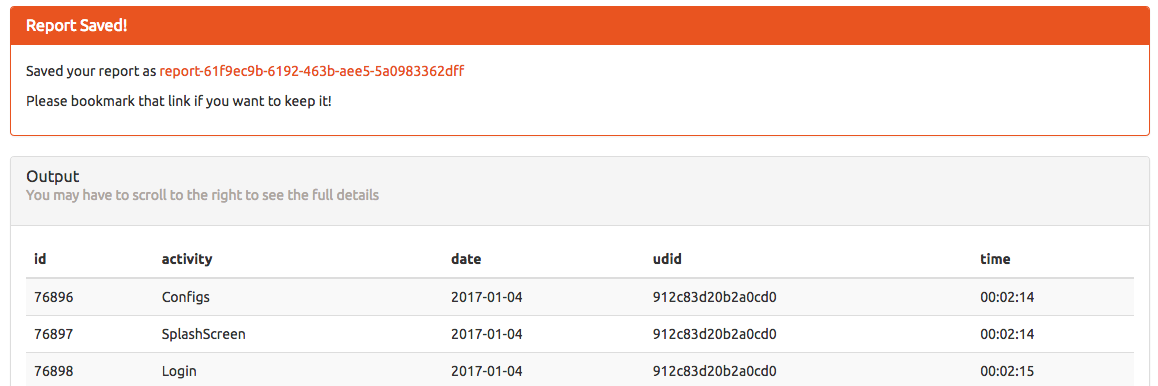 Report Saved!
Saved your report as report-61f9ec9b-6192-463b-aee5-5a0983362dff
Please bookmark that link if you want to keep it!
Output
You may have to scroll to the right to see the full details
id activity date udid time
76896 Configs 2017-01-04 912c83d20b2a0cd0 00:02:14
76897 SplashScreen 2017-01-04 912c83d20b2a0cd0 00:02:14
76898 Login 2017-01-04 912c83d20b2a0cd0 00:02:15